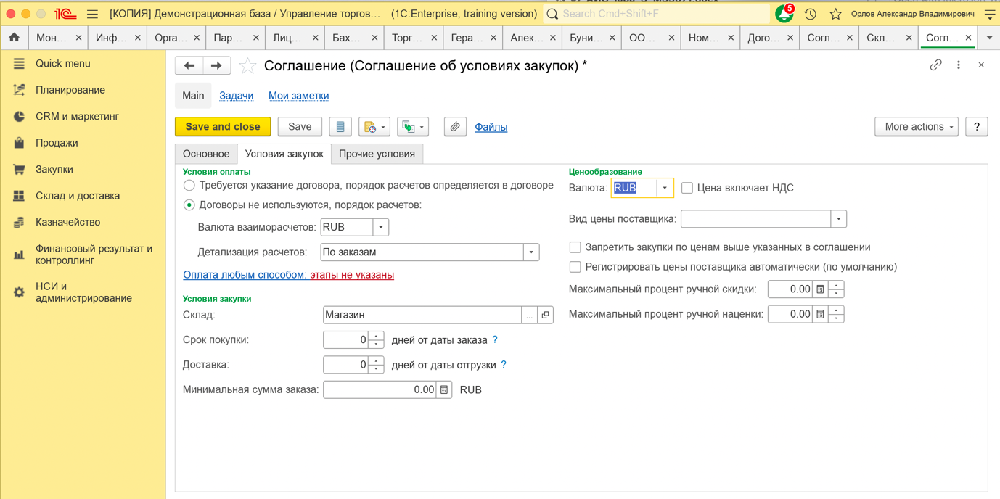 1С [КОПИЯ] Демонстрационная база / Управление торгов... (1C:Enterprise, training version) Search Cmd+Shift+F 5 Орлов Александр Владимирович
Мон... × Инф... × Орга... × Пар... × Лиц... × Бах... × Торг... × Гера... × Алек... × Буни... × ОО... × Ном... × Дого... × Согл... × Скл... × Согл... ×
Quick menu
Планирование
CRM и маркетинг
Продажи
Закупки
Склад и доставка
Казначейство
Финансовый результат и
контроллинг
НСИ и
администрирование
Соглашение (Соглашение об условиях закупок) *
Main Задачи Мои заметки
Save and close Save Файлы More actions ?
Основное Условия закупок Прочие условия
Условия оплаты
Требуется указание договора, порядок расчетов определяется в договоре
Договоры не используются, порядок расчетов:
Валюта взаиморасчетов: RUB
Детализация расчетов: По заказам
Оплата любым способом: этапы не указаны
Условия закупки
Склад: Магазин ...
Срок покупки: 0 дней от даты заказа ?
Доставка: 0 дней от даты отгрузки ?
Минимальная сумма заказа: 0.00 RUB
Ценообразование
Валюта: RUB Цена включает НДС
Вид цены поставщика:
Запретить закупки по ценам выше указанных в соглашении
Регистрировать цены поставщика автоматически (по умолчанию)
Максимальный процент ручной скидки: 0.00
Максимальный процент ручной наценки: 0.00